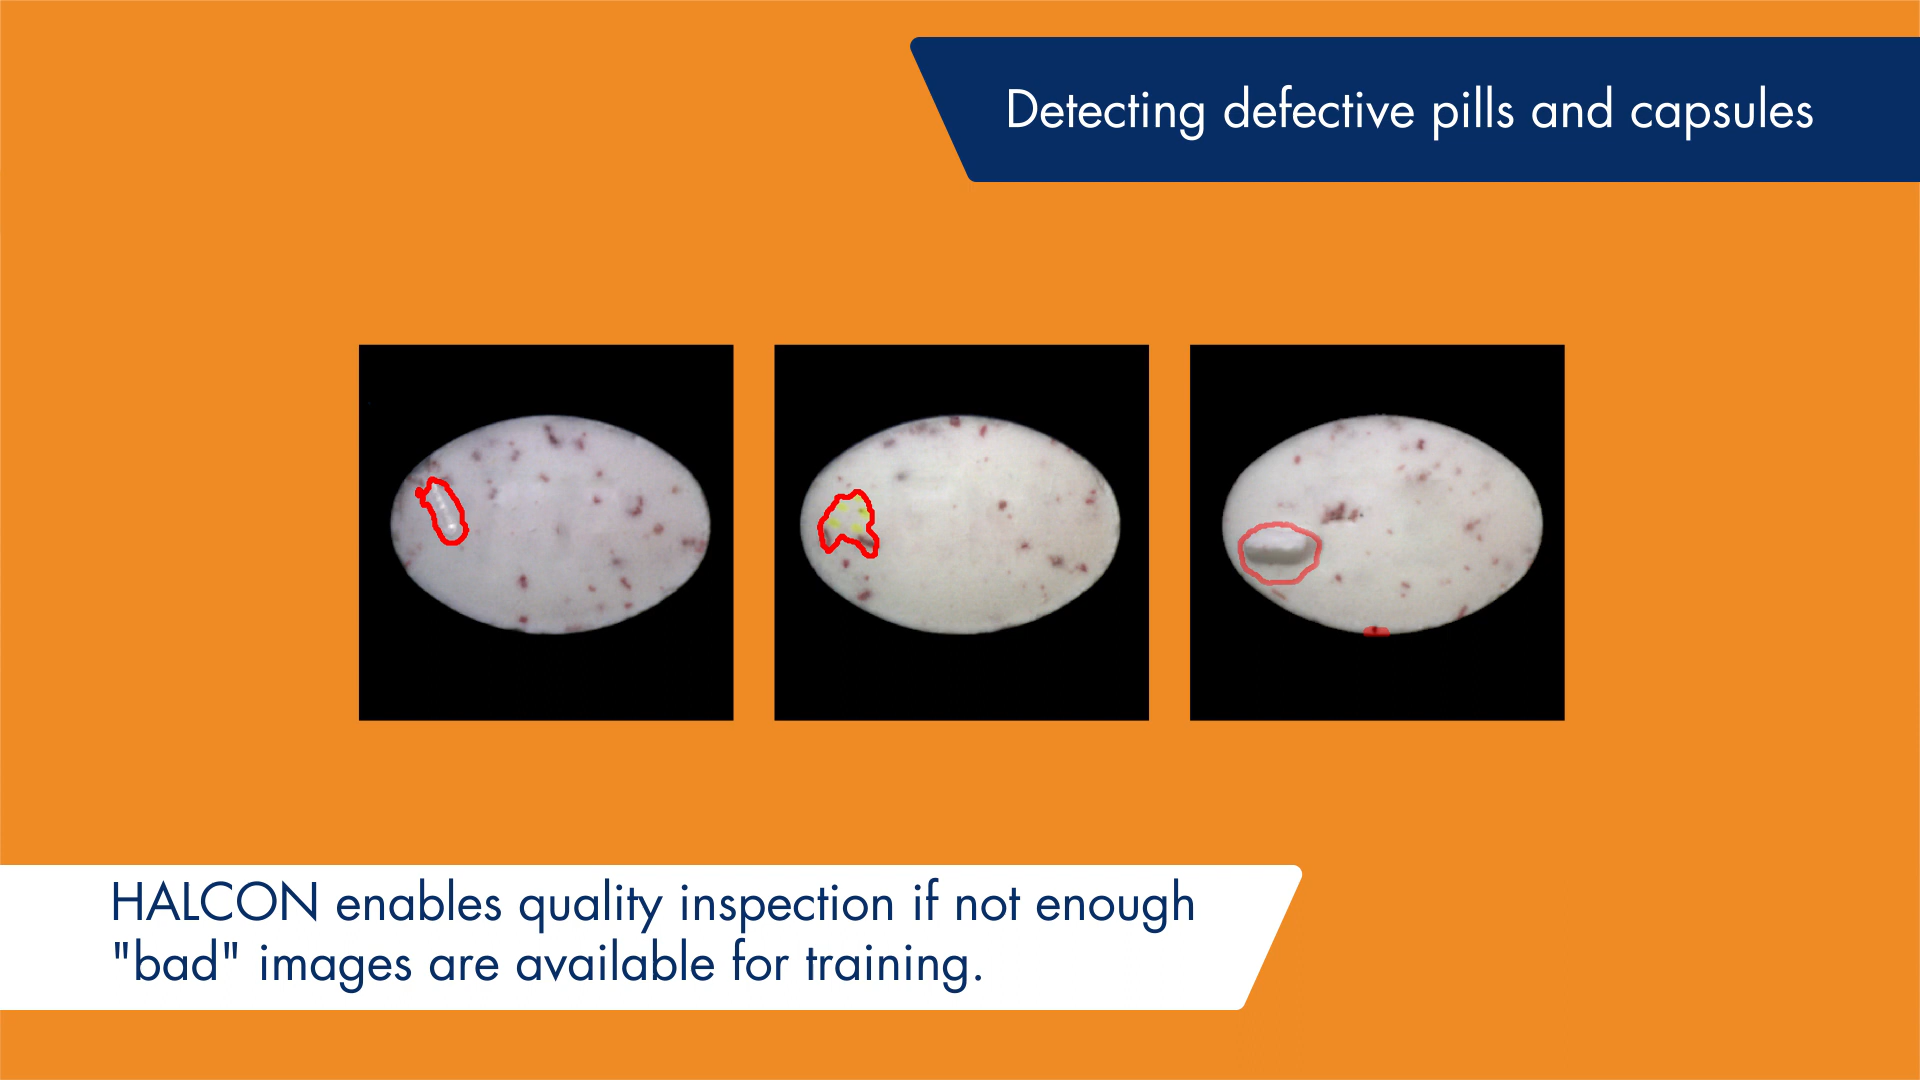 Detecting defective pills and capsules
HALCON enables quality inspection if not enough
"bad" images are available for training.